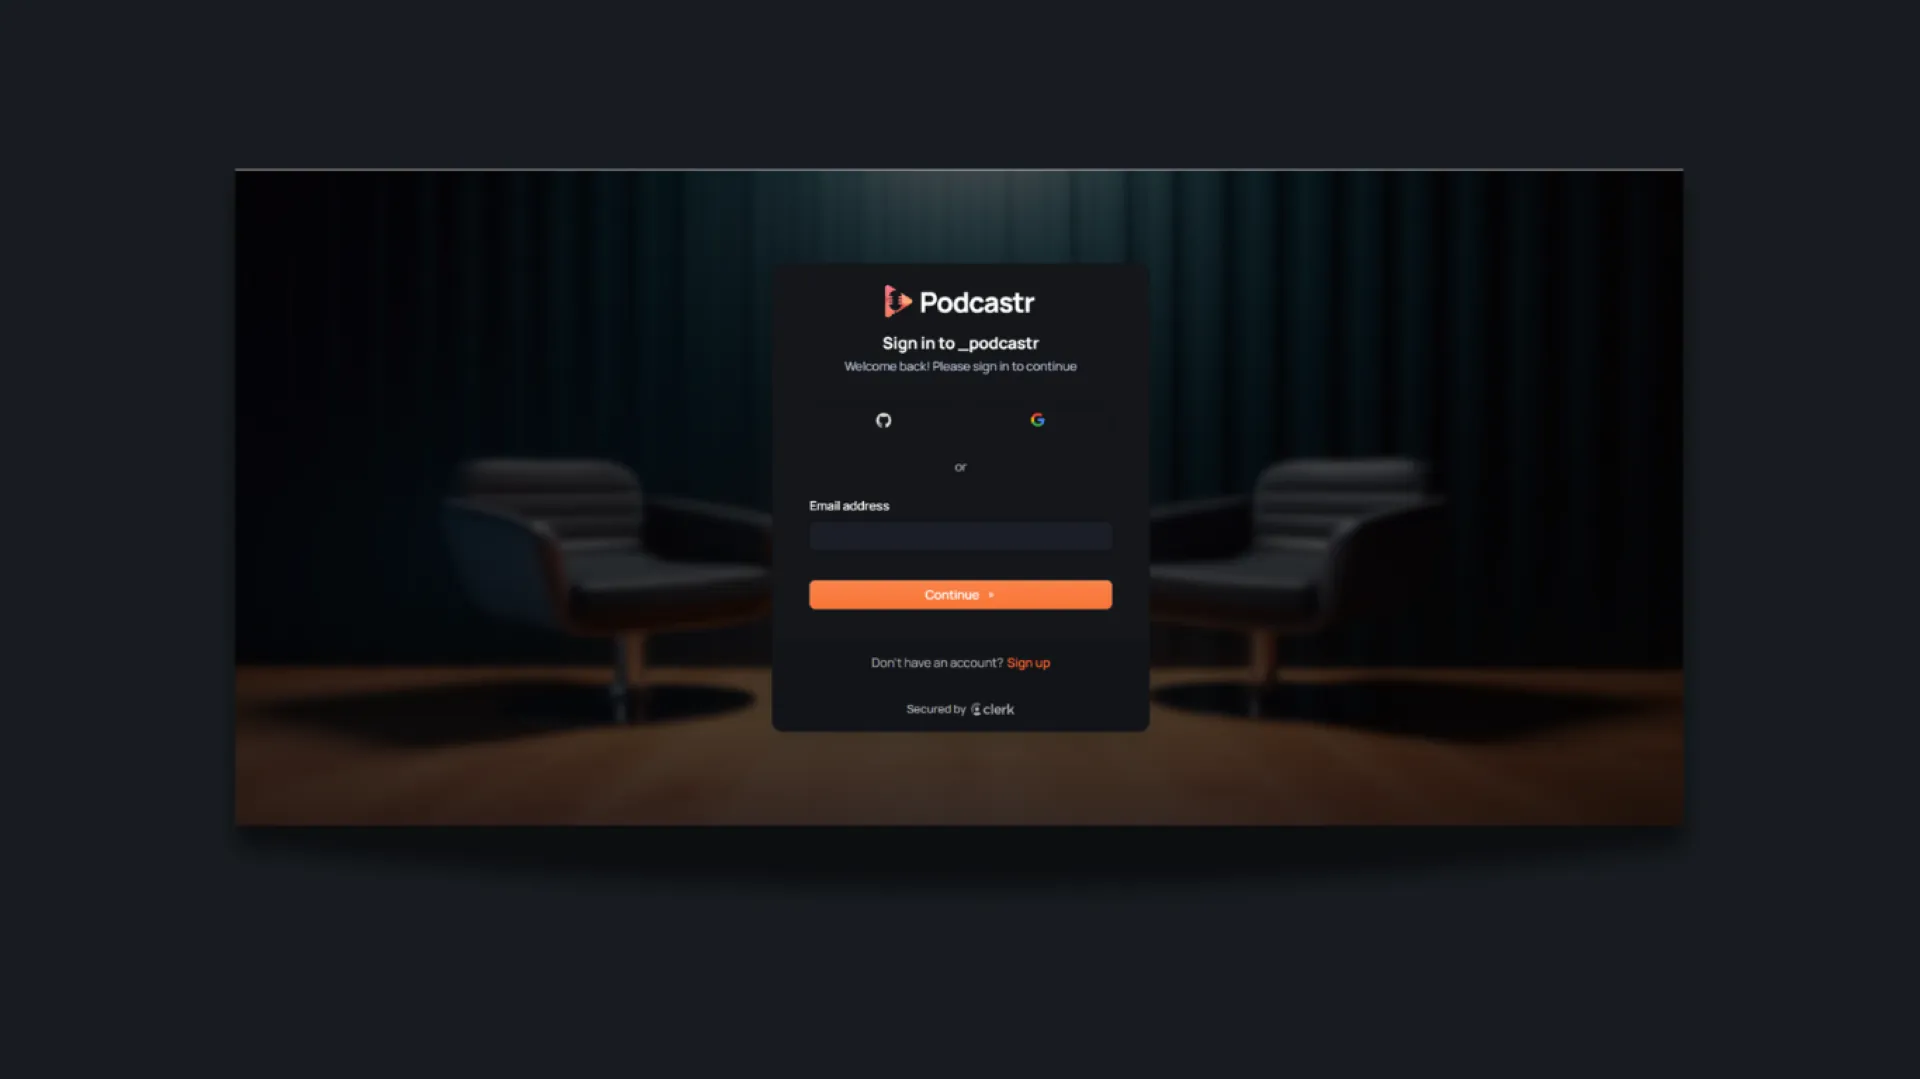 Podcastr
Sign in to _podcastr
Welcome back! Please sign in to continue
or
Email address
Continue
Don't have an account? Sign up
Secured by clerk